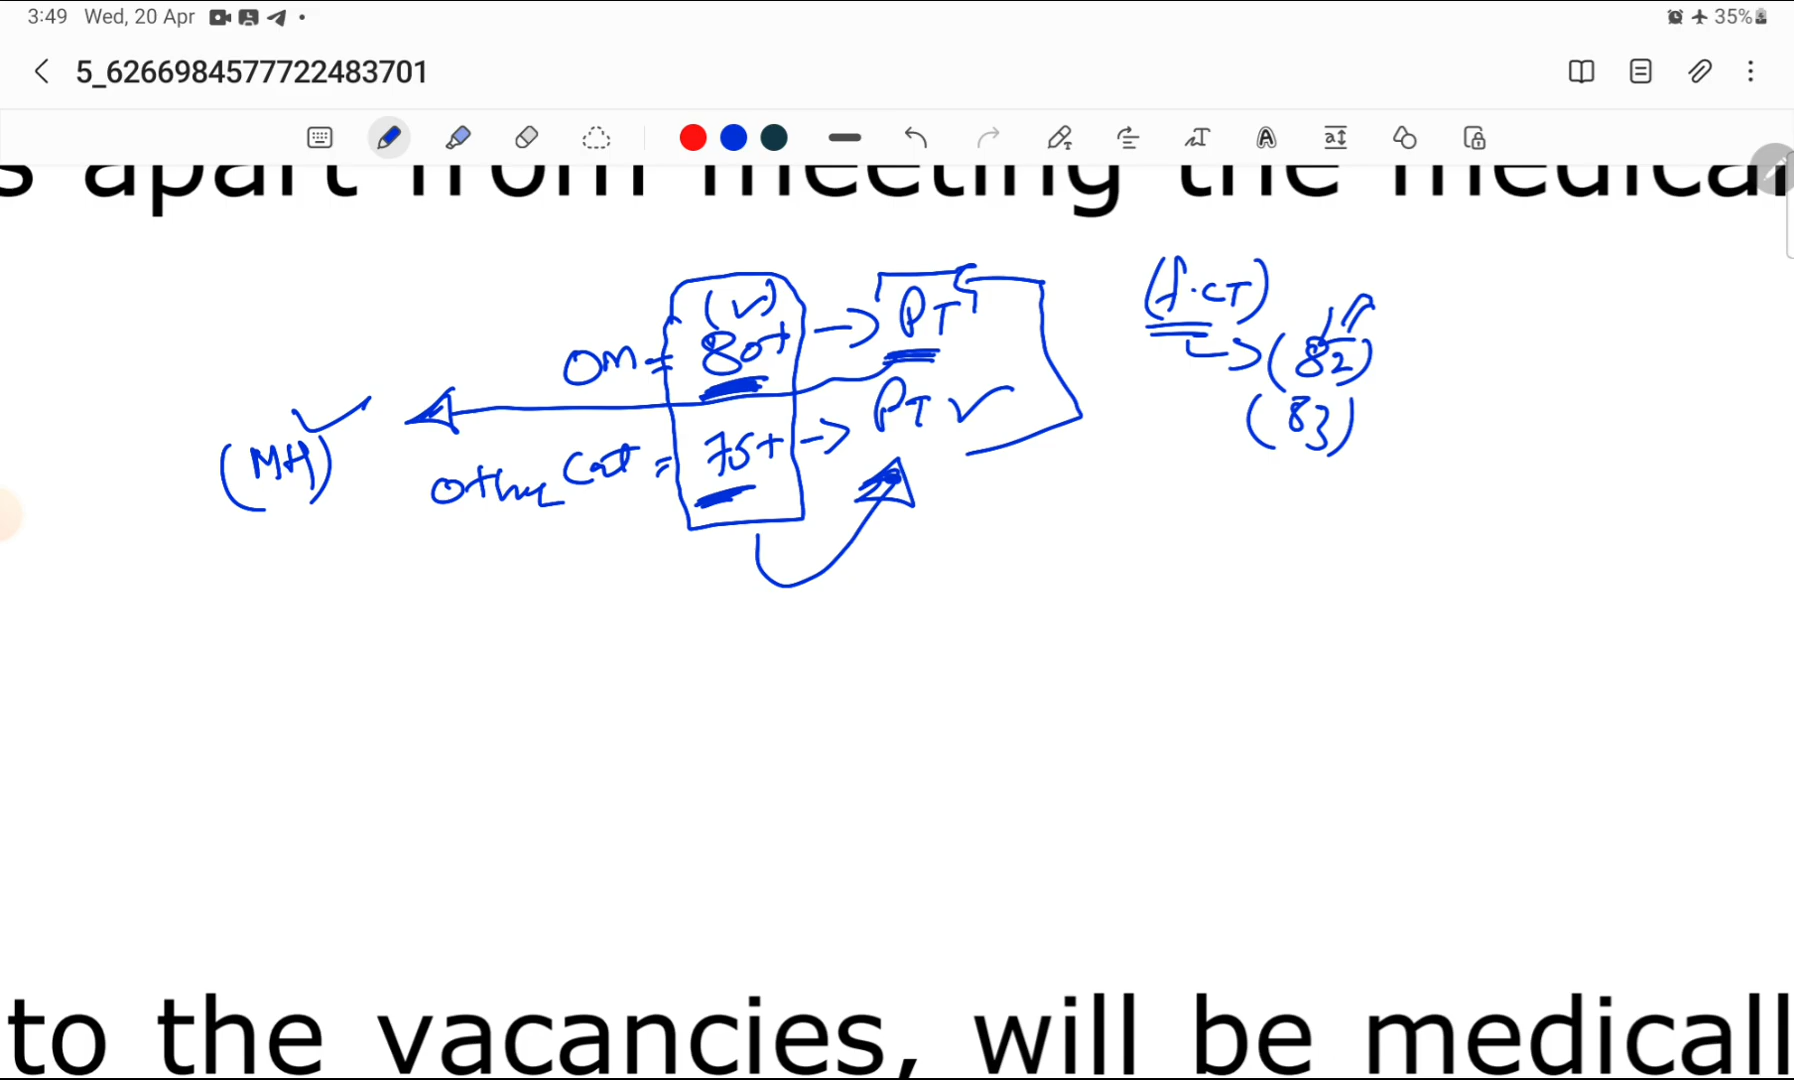 3:49 Wed, 20 Apr 35%
5_6266984577722483701
s apart from meeting the medical
(f.CT)
(✓)
OM = 80+ → PT
(82)
(MH) ✓
Other Cat = 75+ → PT ✓
(83)
to the vacancies, will be medicall